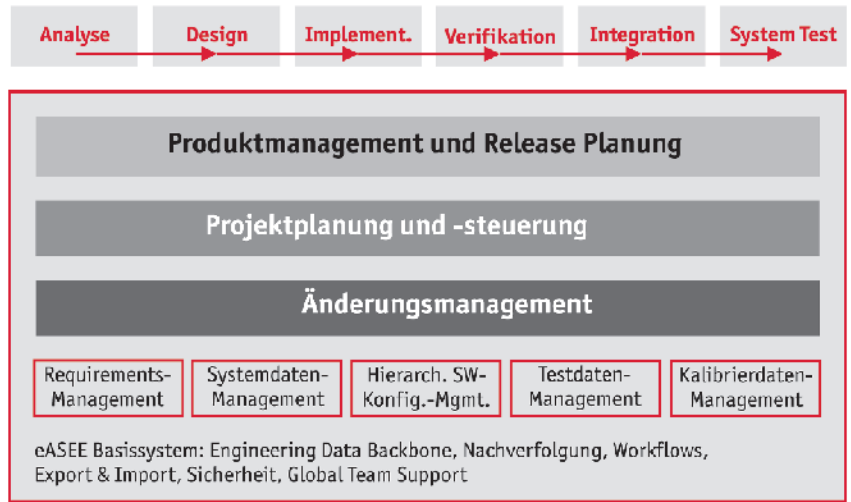 Analyse Design Implement. Verifikation Integration System Test
Produktmanagement und Release Planung
Projektplanung und -steuerung
Änderungsmanagement
Requirements-
Management
Systemdaten-
Management
Hierarch. SW-
Konfig.-Mgmt.
Testdaten-
Management
Kalibrierdaten-
Management
eASEE Basissystem: Engineering Data Backbone, Nachverfolgung, Workflows,
Export & Import, Sicherheit, Global Team Support